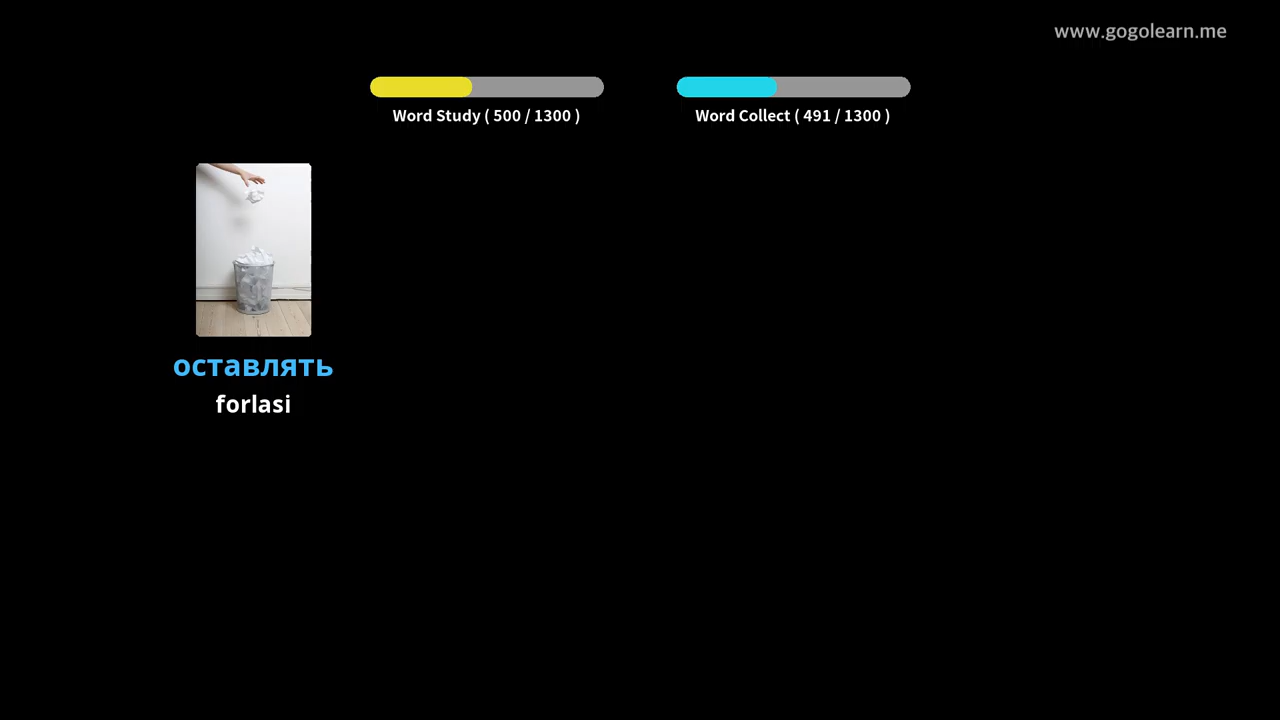 www.gogolearn.me
Word Study ( 500 / 1300 )
Word Collect ( 491 / 1300 )
оставлять
forlasi